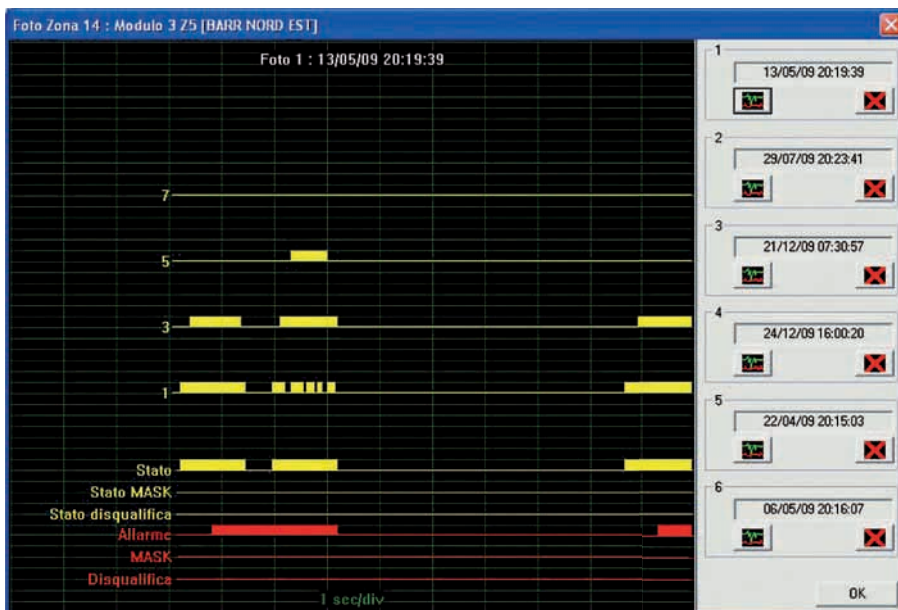 Foto Zona 14 : Modulo 3 Z5 [BARR NORD EST]
Foto 1 : 13/05/09 20:19:39
7
5
3
1
Stato
Stato MASK
Stato disqualifica
Allarme
MASK
Disqualifica
1 sec/div
1
13/05/09 20:19:39
2
29/07/09 20:23:41
3
21/12/09 07:30:57
4
24/12/09 16:00:20
5
22/04/09 20:15:03
6
06/05/09 20:16:07
OK